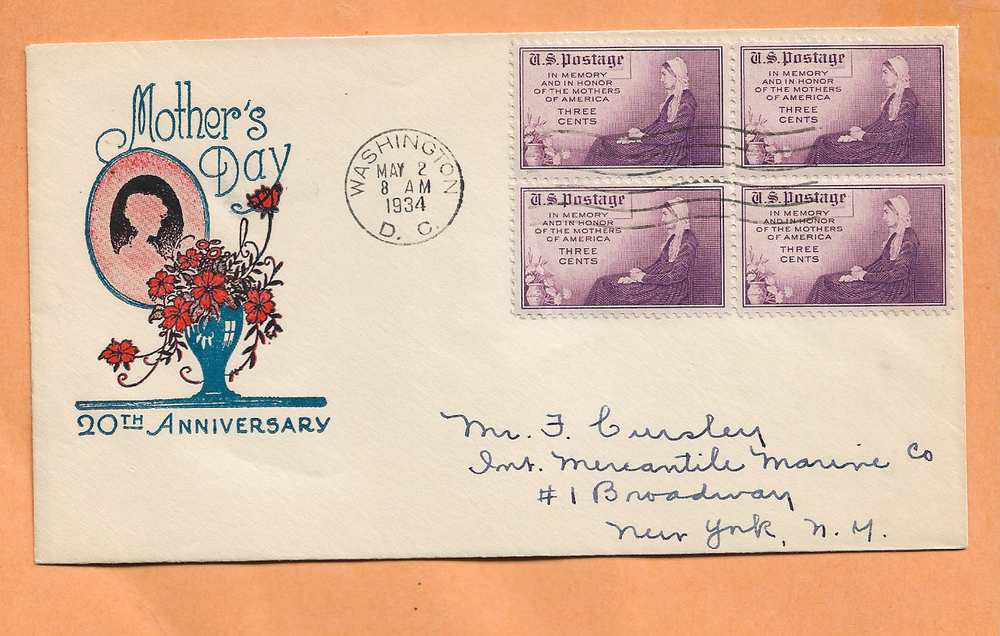 Mother's
Day
20TH ANNIVERSARY
WASHINGTON
MAY 2
8 AM
1934
D. C.
U.S. Postage
IN MEMORY
AND IN HONOR
OF THE MOTHERS
OF AMERICA
THREE
CENTS
U.S. Postage
IN MEMORY
AND IN HONOR
OF THE MOTHERS
OF AMERICA
THREE
CENTS
U.S. Postage
IN MEMORY
AND IN HONOR
OF THE MOTHERS
OF AMERICA
THREE
CENTS
U.S. Postage
IN MEMORY
AND IN HONOR
OF THE MOTHERS
OF AMERICA
THREE
CENTS
Mr. F. Cursley
Int. Mercantile Marine Co
#1 Broadway
New York, N. Y.